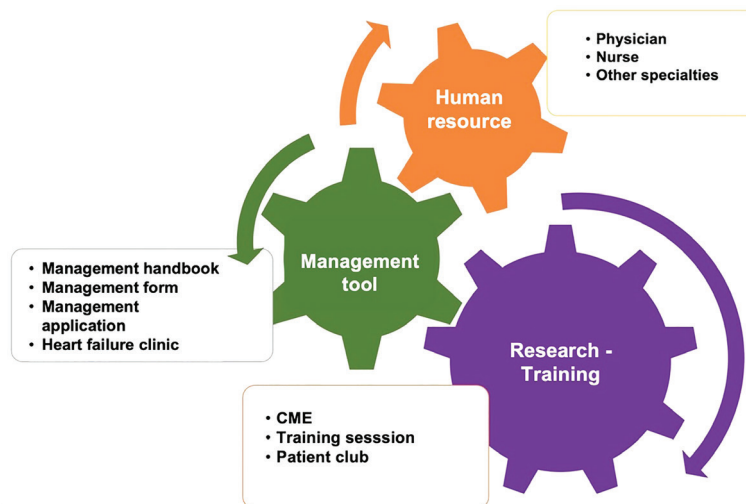 Human
resource
• Physician
• Nurse
• Other specialties
Management
tool
• Management handbook
• Management form
• Management
application
• Heart failure clinic
Research -
Training
• CME
• Training sesssion
• Patient club